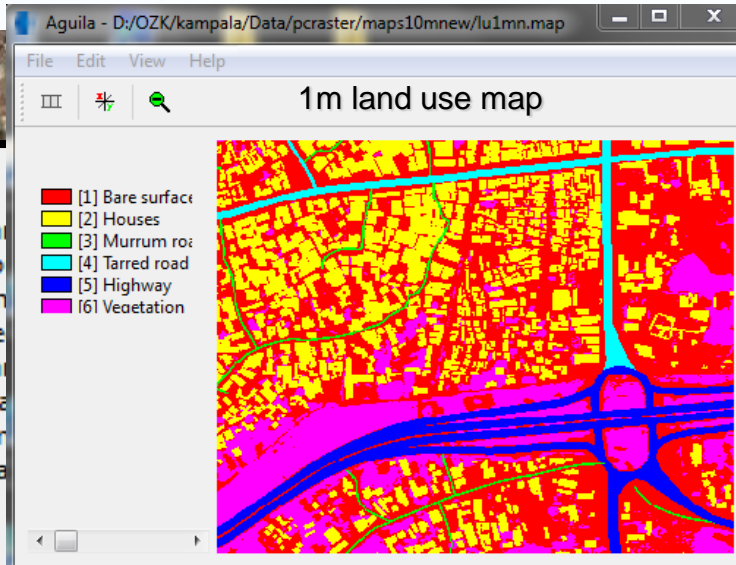 Aguila - D:/OZK/kampala/Data/pcraster/maps10mnew/lu1mn.map
File Edit View Help
1m land use map
[1] Bare surface
[2] Houses
[3] Murrum roa
[4] Tarred road
[5] Highway
[6] Vegetation